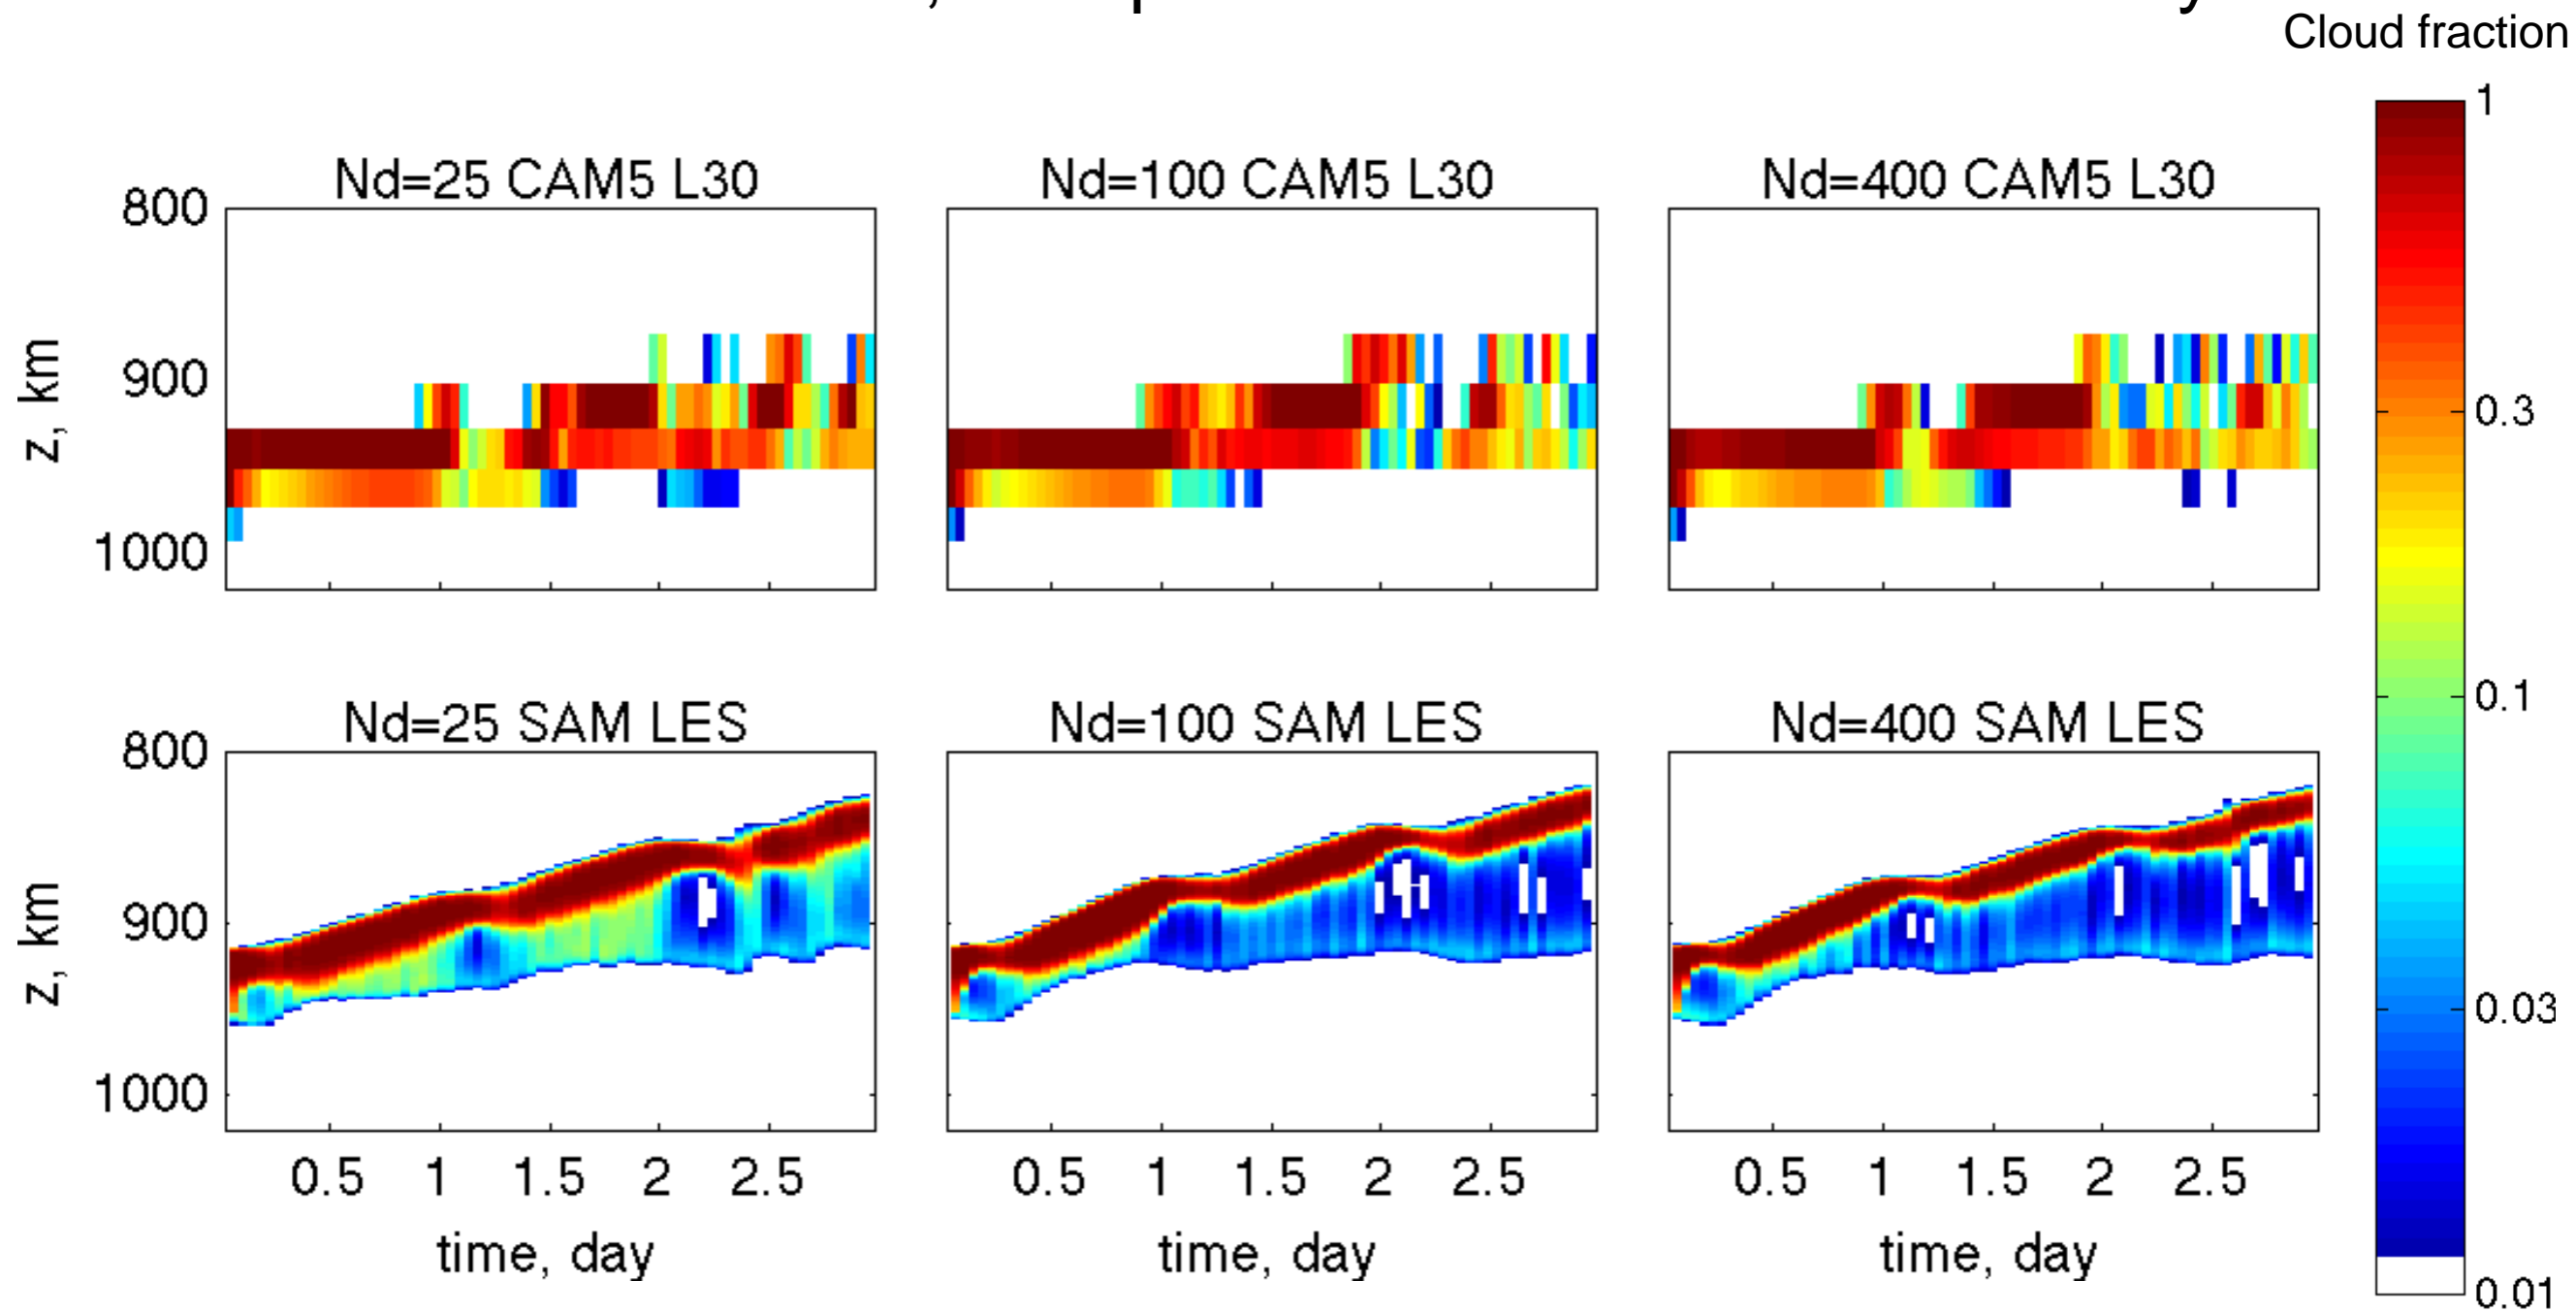 Cloud fraction
1
0.3
0.1
0.03
0.01
Nd=25 CAM5 L30
Nd=100 CAM5 L30
Nd=400 CAM5 L30
800
900
1000
z, km
Nd=25 SAM LES
Nd=100 SAM LES
Nd=400 SAM LES
800
900
1000
z, km
0.5 1 1.5 2 2.5
0.5 1 1.5 2 2.5
0.5 1 1.5 2 2.5
time, day
time, day
time, day